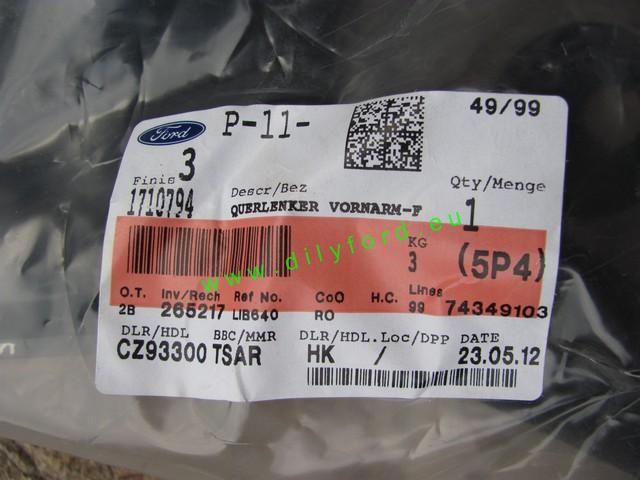 49/99
Ford P-11-
3
Finis Descr/Bez Qty/Menge
1710794 QUERLENKER VORNARM-F 1
KG
3 (5P4)
www.dilyford.eu
O.T. Inv/Rech Ref No. CoO H.C. Lines
2B 265217 LIB640 RO 99 74349103
DLR/HDL BBC/MMR DLR/HDL.Loc/DPP DATE
CZ93300 TSAR HK / 23.05.12